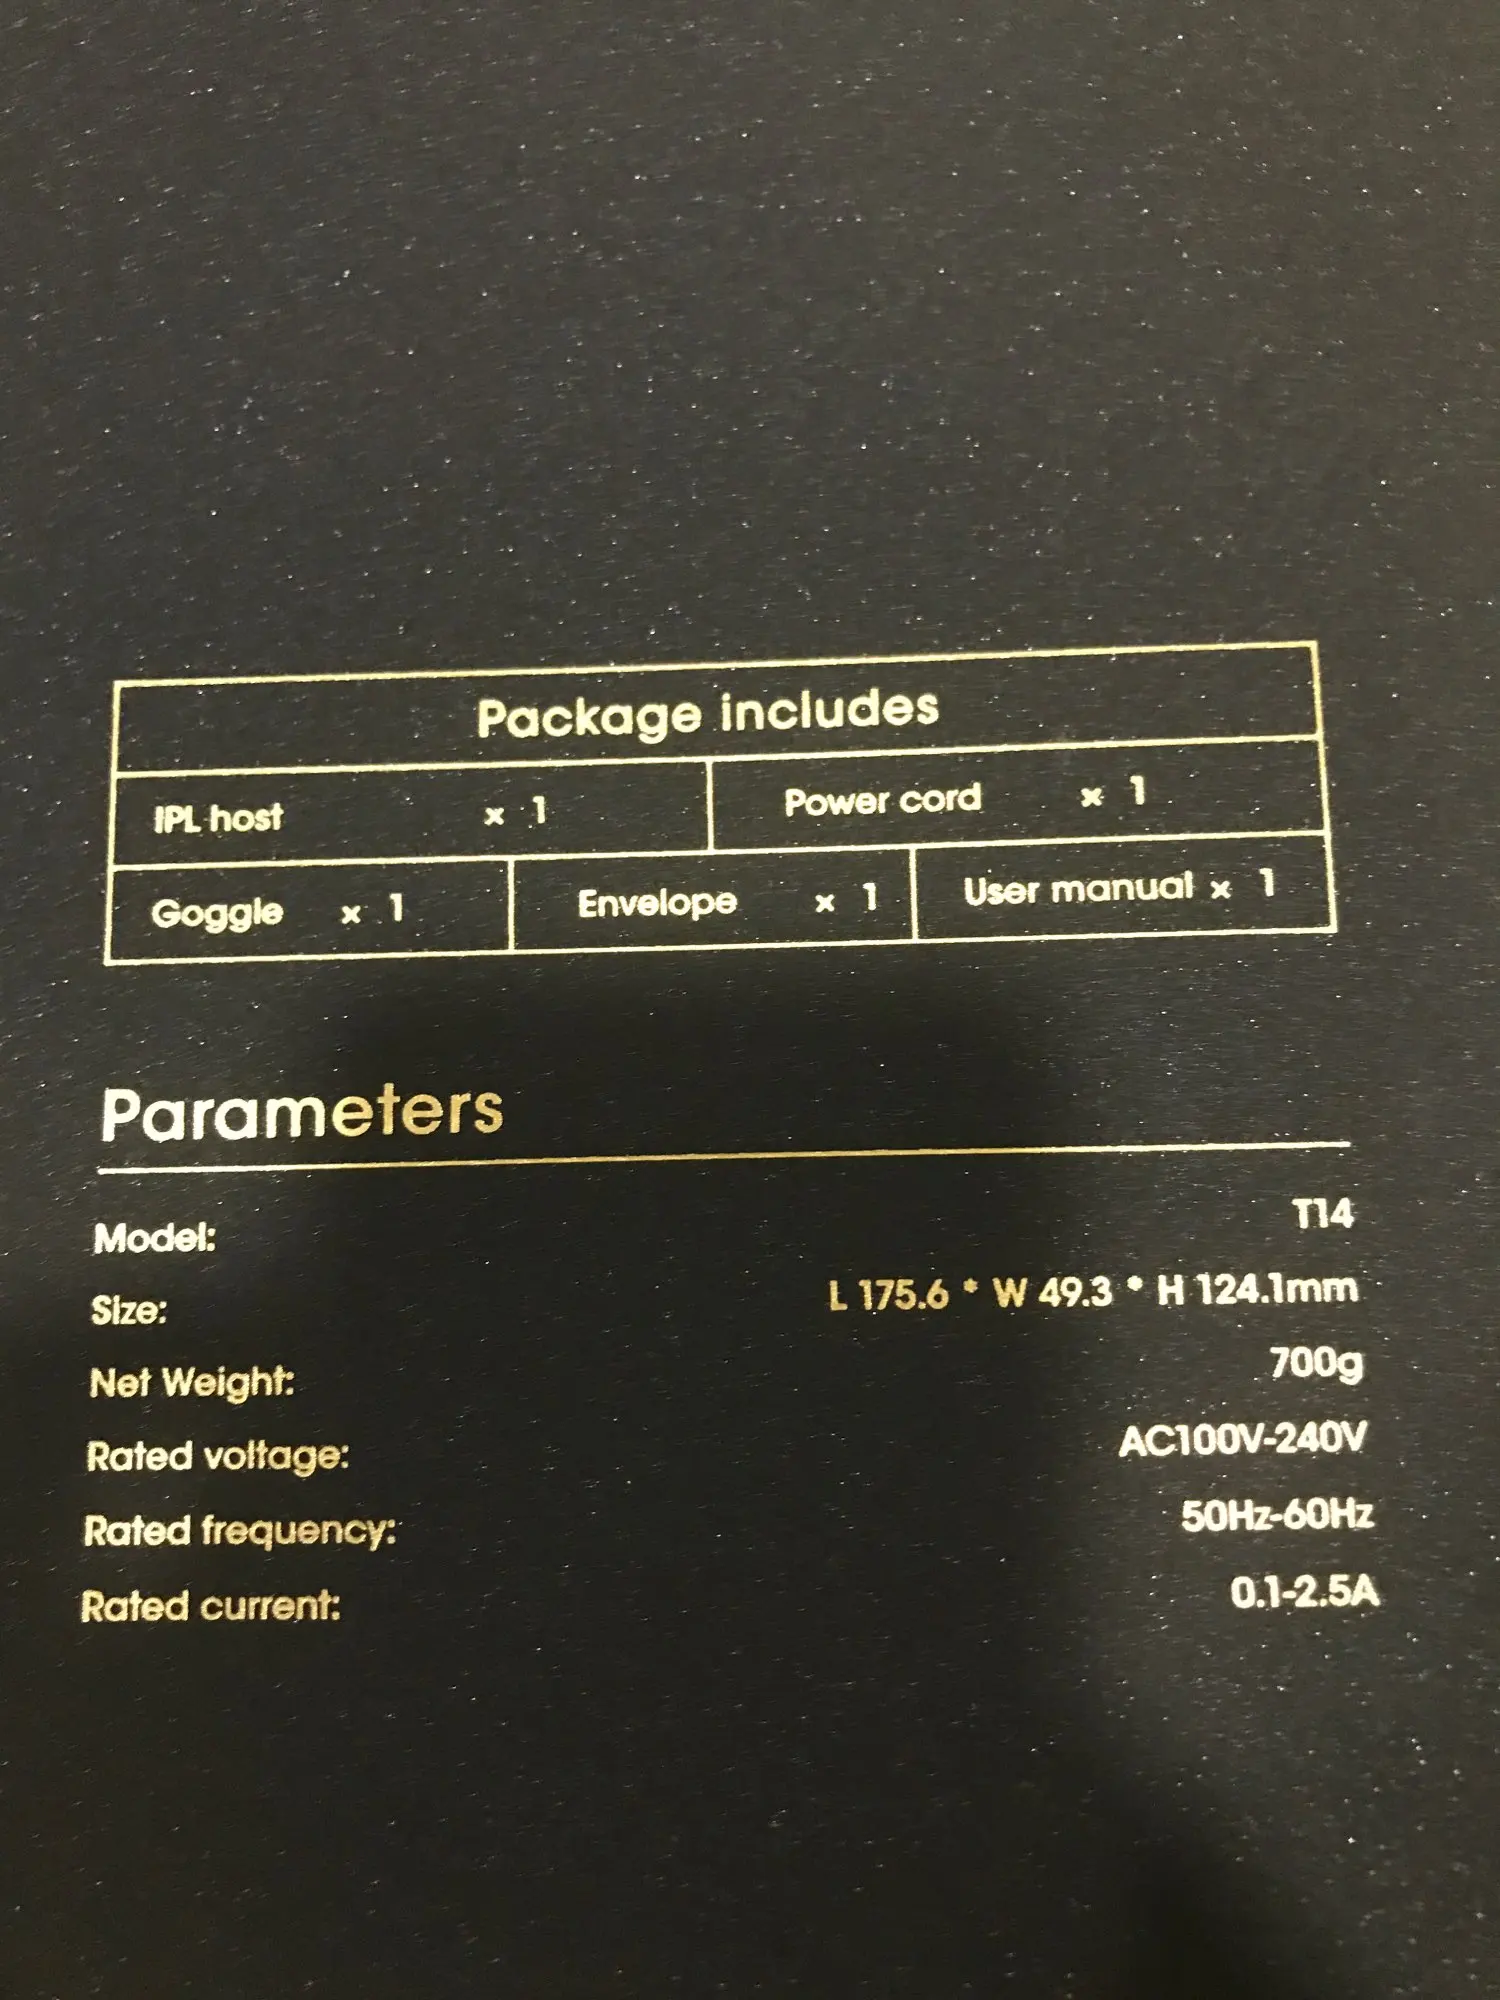 Package includes
IPL host x 1 Power cord x 1
Goggle x 1 Envelope x 1 User manual x 1
Parameters
Model: T14
Size: L 175.6 * W 49.3 * H 124.1mm
Net Weight: 700g
Rated voltage: AC100V-240V
Rated frequency: 50Hz-60Hz
Rated current: 0.1-2.5A